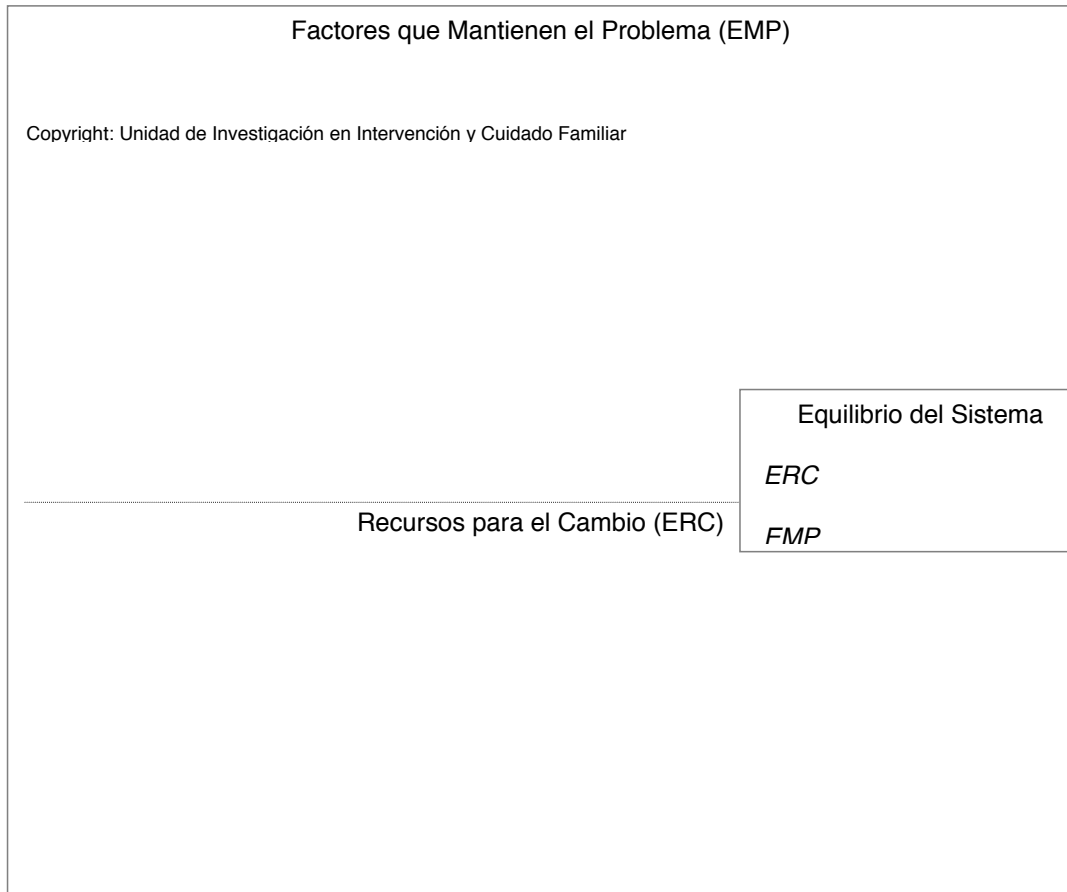 Factores que Mantienen el Problema (EMP)
Copyright: Unidad de Investigación en Intervención y Cuidado Familiar
Equilibrio del Sistema
ERC
Recursos para el Cambio (ERC)
EMP